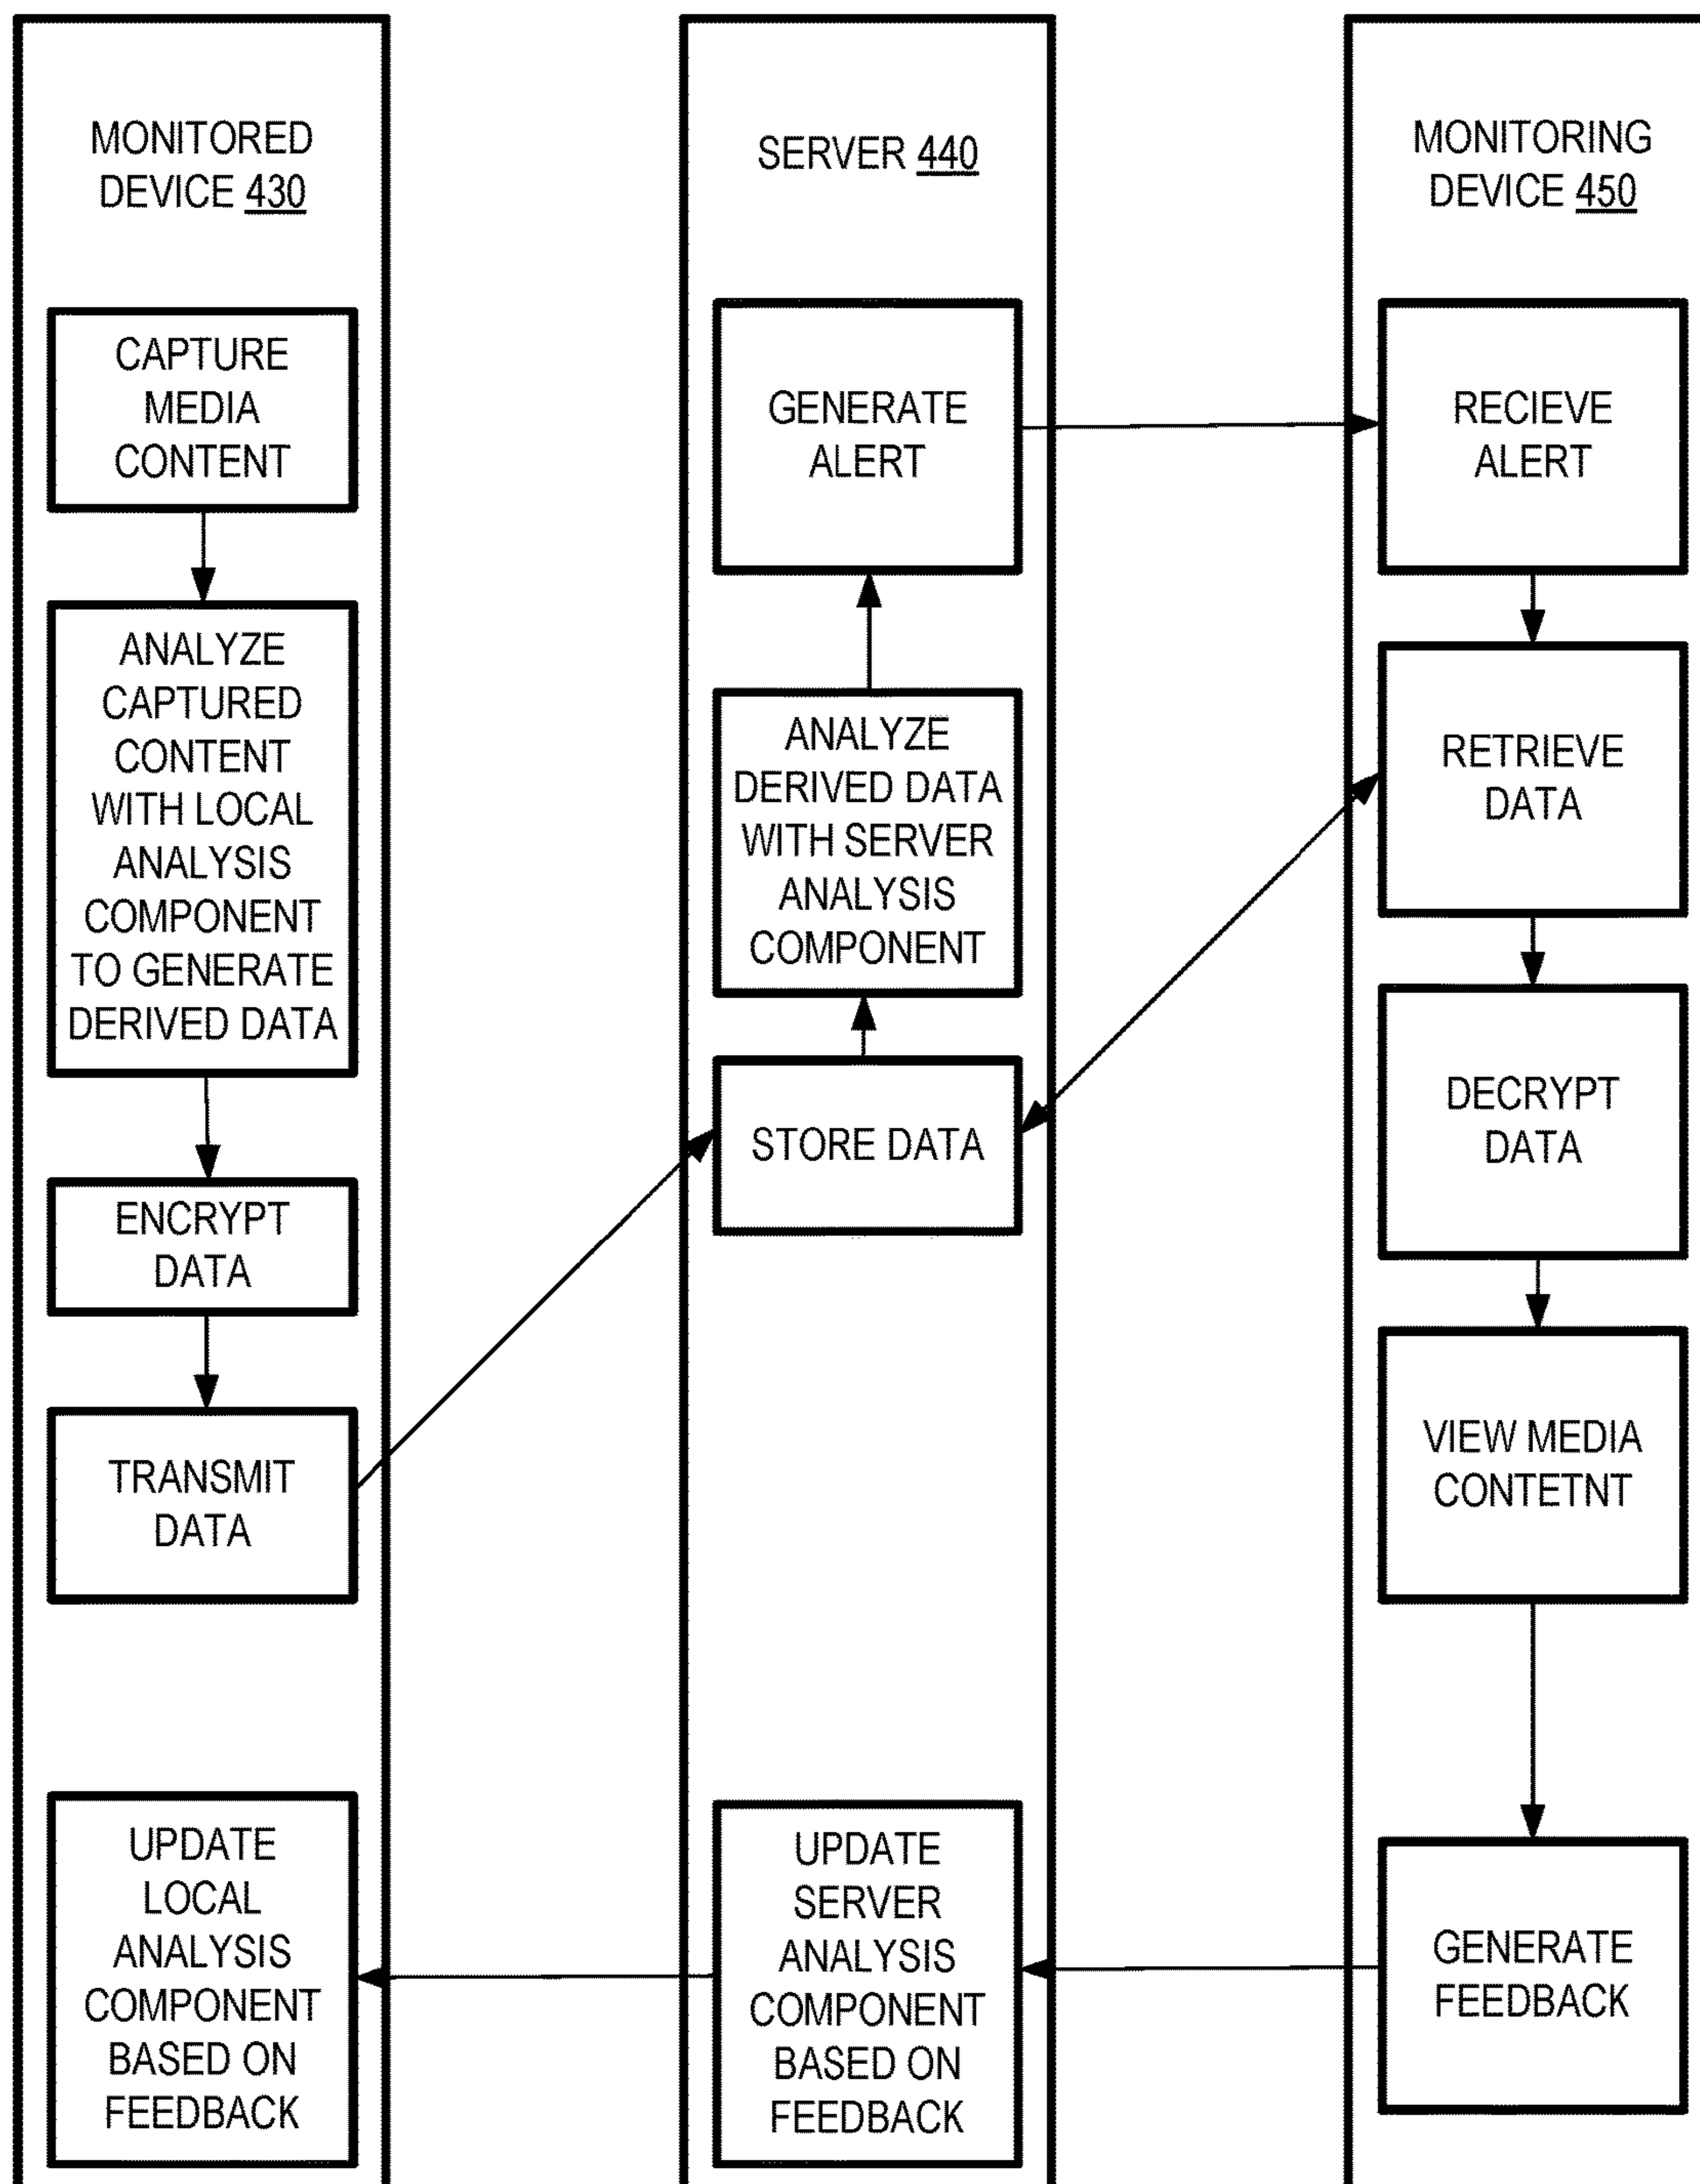 MONITORED
DEVICE 430
CAPTURE
MEDIA
CONTENT
ANALYZE
CAPTURED
CONTENT
WITH LOCAL
ANALYSIS
COMPONENT
TO GENERATE
DERIVED DATA
ENCRYPT
DATA
TRANSMIT
DATA
UPDATE
LOCAL
ANALYSIS
COMPONENT
BASED ON
FEEDBACK
SERVER 440
GENERATE
ALERT
ANALYZE
DERIVED DATA
WITH SERVER
ANALYSIS
COMPONENT
STORE DATA
UPDATE
SERVER
ANALYSIS
COMPONENT
BASED ON
FEEDBACK
MONITORING
DEVICE 450
RECIEVE
ALERT
RETRIEVE
DATA
DECRYPT
DATA
VIEW MEDIA
CONTETNT
GENERATE
FEEDBACK